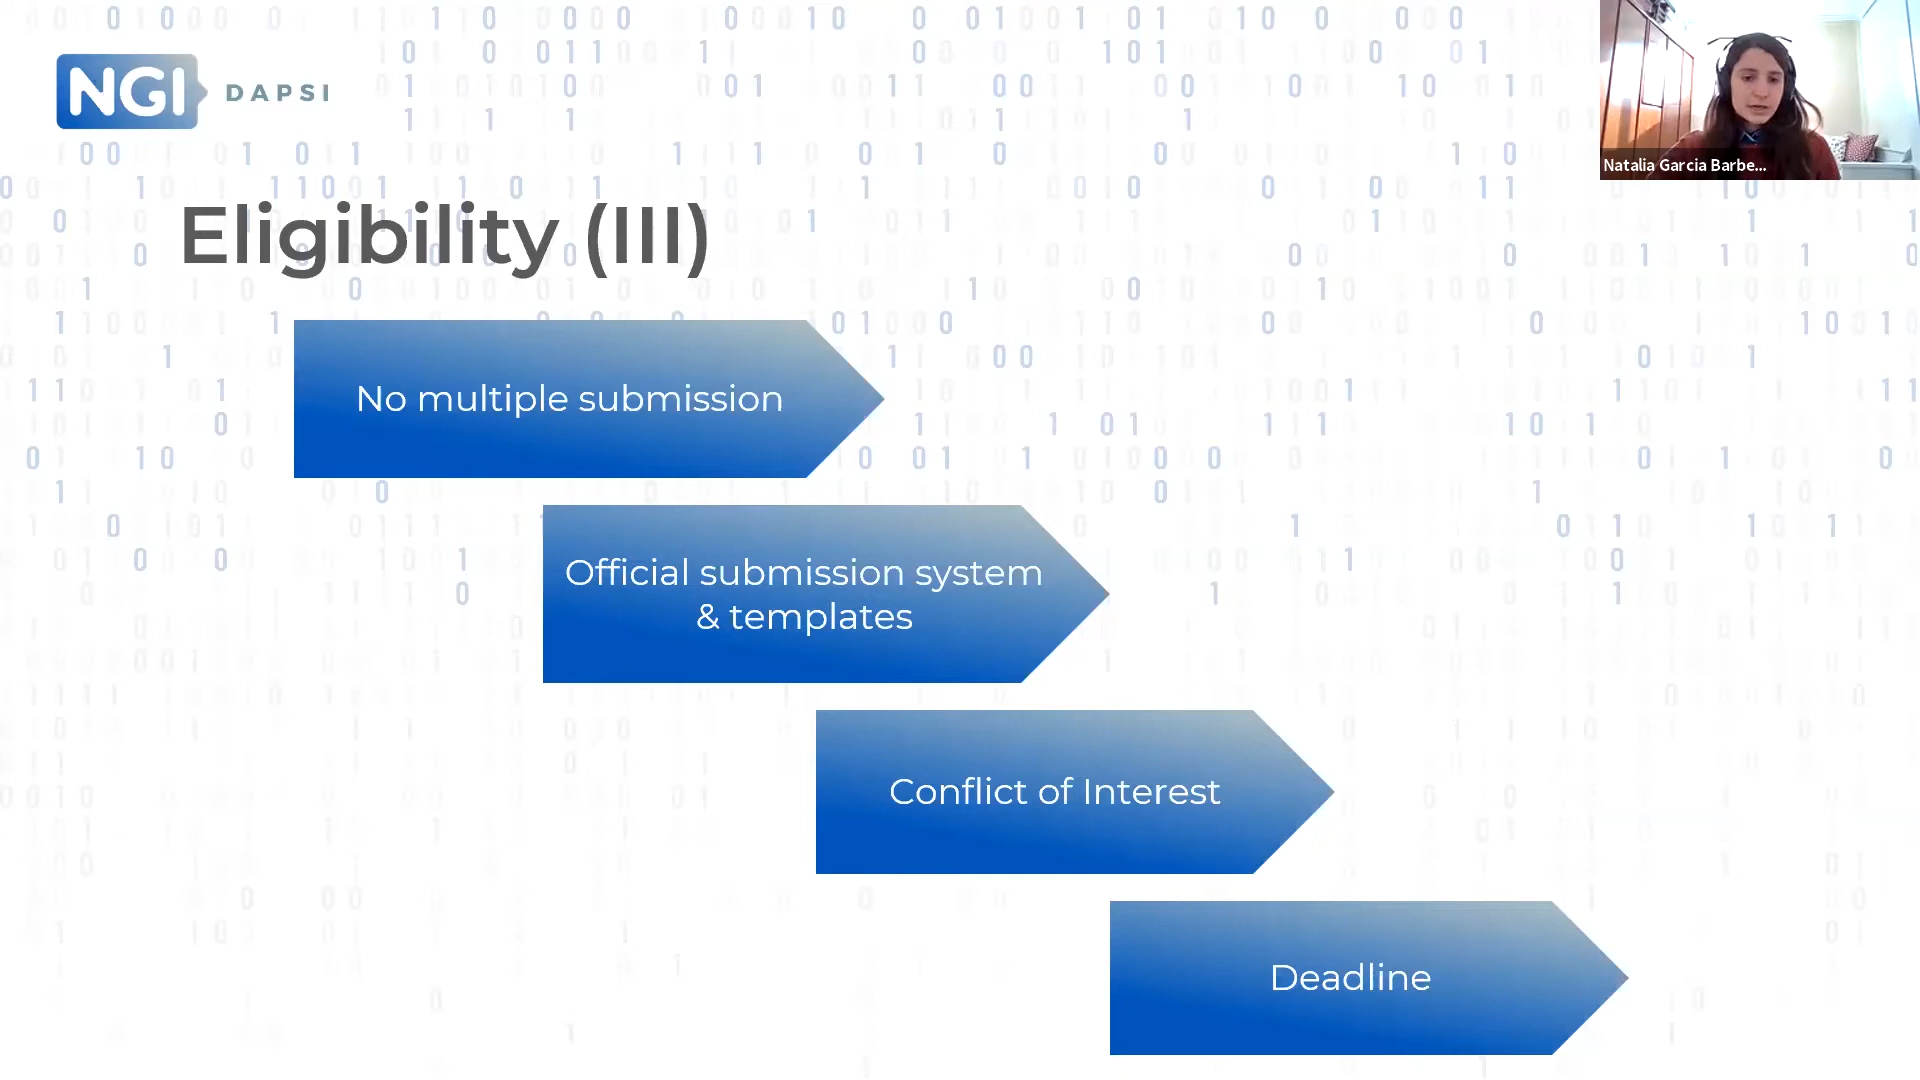 NGI DAPSI
Natalia Garcia Barbe...
Eligibility (III)
No multiple submission
Official submission system
& templates
Conflict of Interest
Deadline